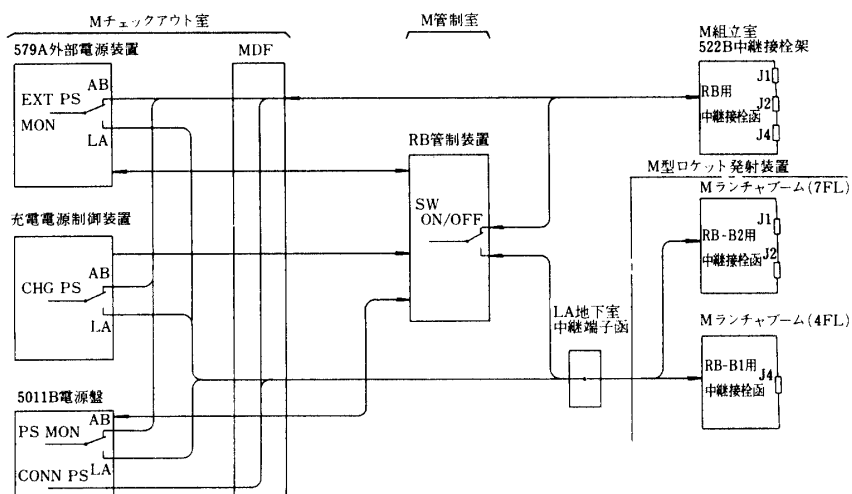 Mチェックアウト室
M管制室
579A外部電源装置
MDF
AB
EXT PS
MON
LA
充電電源制御装置
AB
CHG PS
LA
5011B電源盤
AB
PS MON
LA
CONN PS
RB管制装置
SW
ON/OFF
M組立室
522B中継接栓架
J1
RB用
中継接栓函
J2
J4
M型ロケット発射装置
Mランチャブーム(7FL)
J1
RB-B2用
中継接栓函
J2
LA地下室
中継端子函
Mランチャブーム(4FL)
RB-B1用
中継接栓函
J4